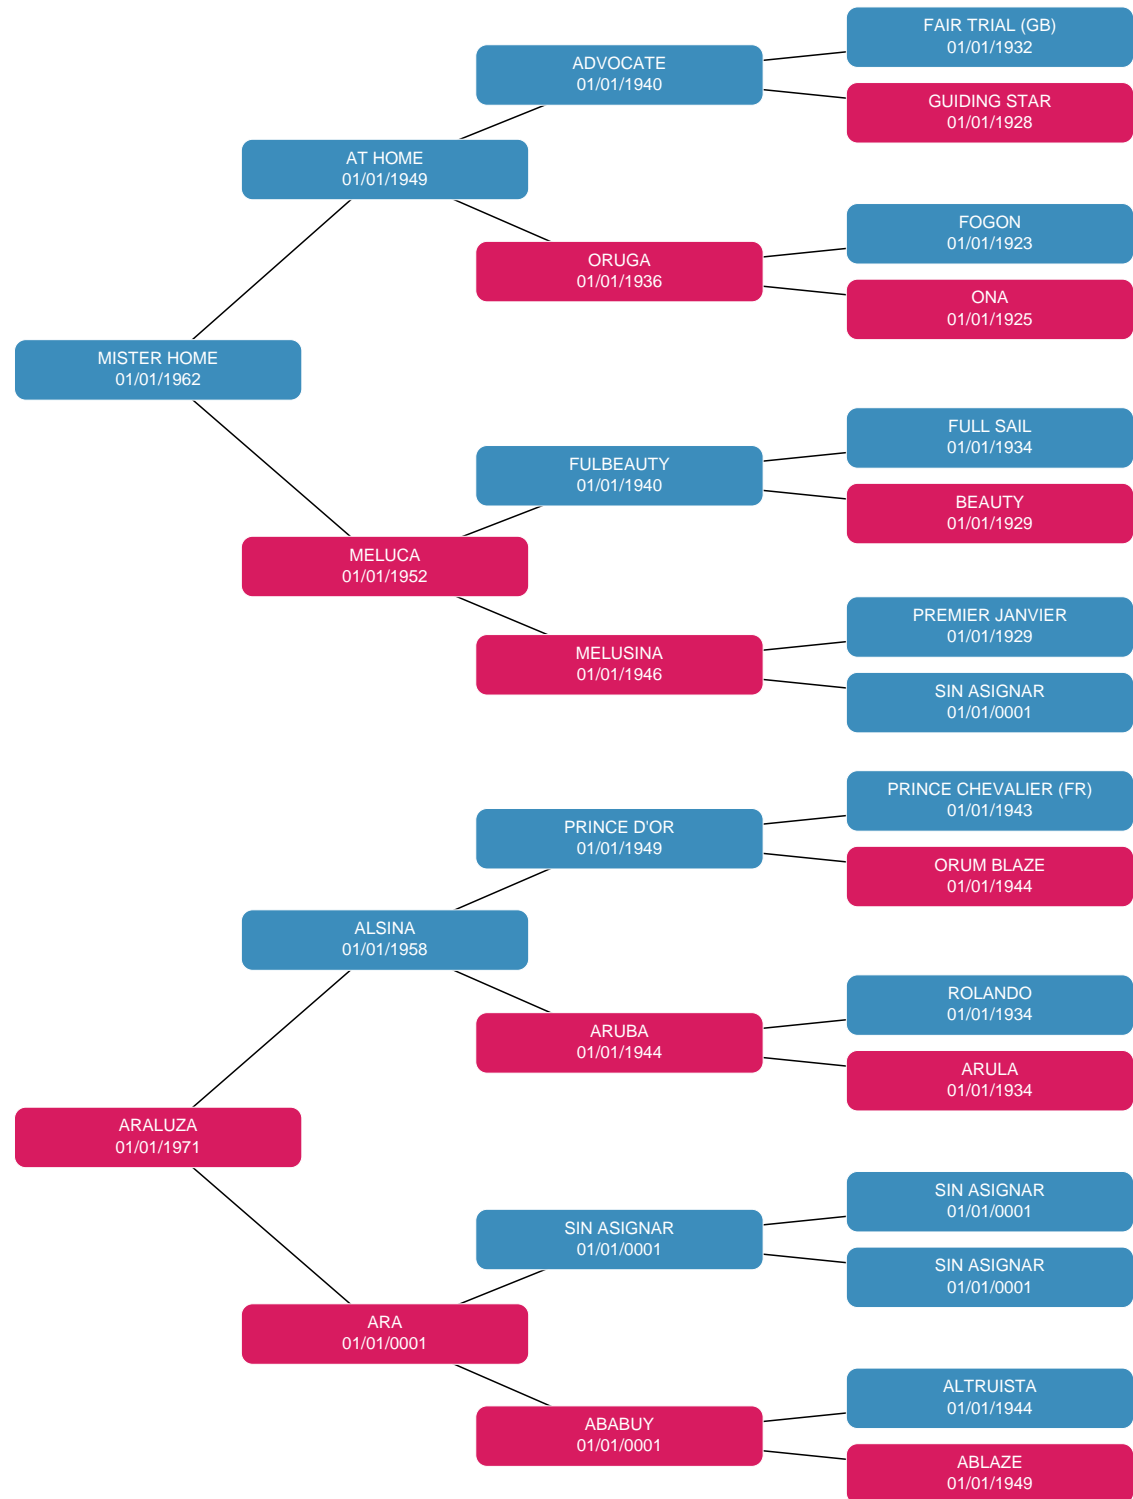 FAIR TRIAL (GB)
01/01/1932
ADVOCATE
01/01/1940
GUIDING STAR
01/01/1928
AT HOME
01/01/1949
FOGON
01/01/1923
ORUGA
01/01/1936
ONA
01/01/1925
MISTER HOME
01/01/1962
FULL SAIL
01/01/1934
FULBEAUTY
01/01/1940
BEAUTY
01/01/1929
MELUCA
01/01/1952
PREMIER JANVIER
01/01/1929
MELUSINA
01/01/1946
SIN ASIGNAR
01/01/0001
PRINCE CHEVALIER (FR)
01/01/1943
PRINCE D'OR
01/01/1949
ORUM BLAZE
01/01/1944
ALSINA
01/01/1958
ROLANDO
01/01/1934
ARUBA
01/01/1944
ARULA
01/01/1934
ARALUZA
01/01/1971
SIN ASIGNAR
01/01/0001
SIN ASIGNAR
01/01/0001
SIN ASIGNAR
01/01/0001
ARA
01/01/0001
ALTRUISTA
01/01/1944
ABABUY
01/01/0001
ABLAZE
01/01/1949